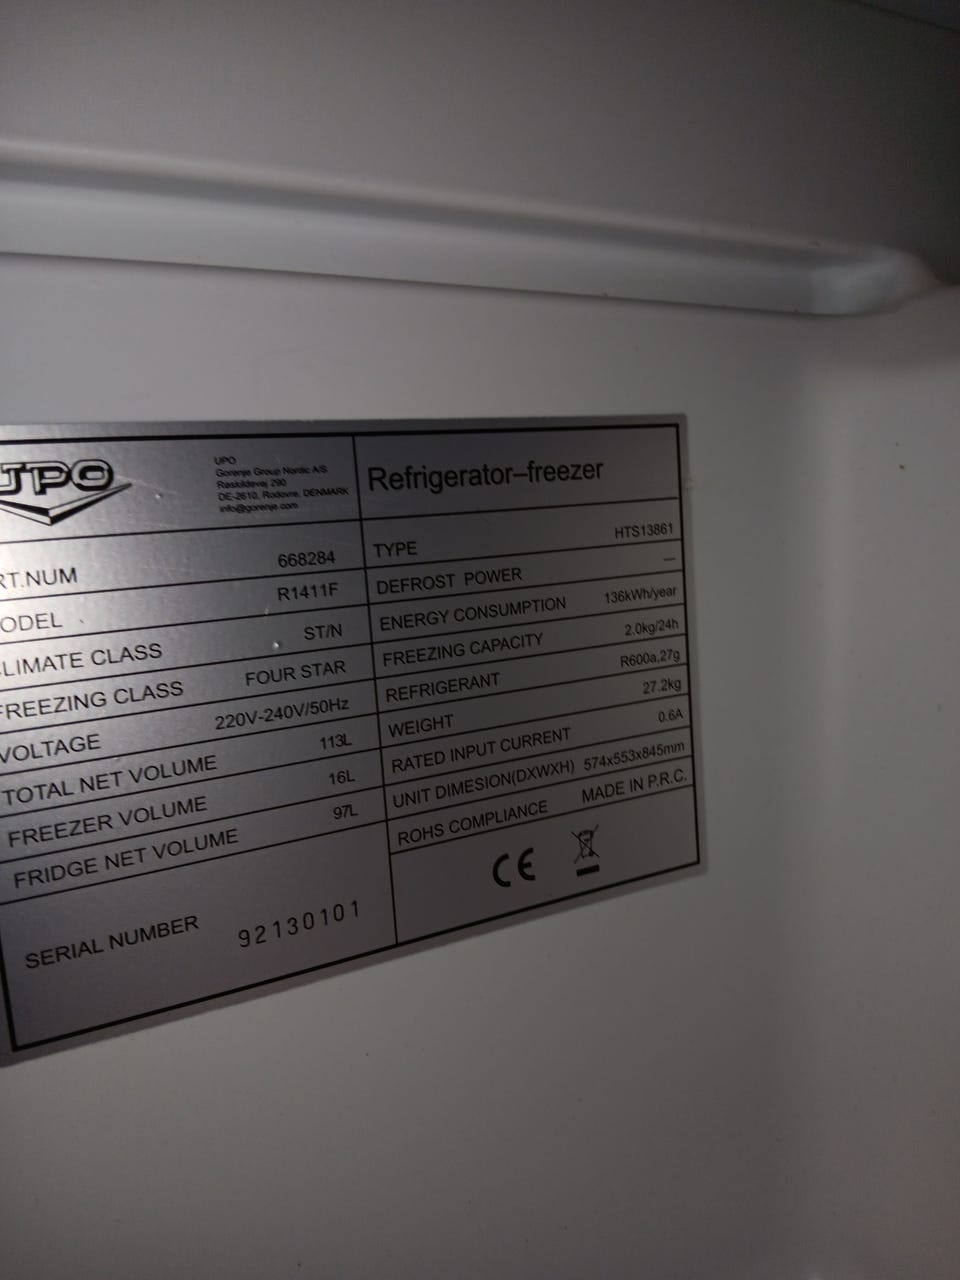 UPO
UPO
Gorenje Group Nordic A/S
Røskildevej 290
DE-2610, Rodovre, DENMARK
info@gorenje.com
Refrigerator-freezer
RT.NUM 668284
ODEL R1411F
CLIMATE CLASS ST/N
FREEZING CLASS FOUR STAR
VOLTAGE 220V-240V/50Hz
TOTAL NET VOLUME 113L
FREEZER VOLUME 16L
FRIDGE NET VOLUME 97L
SERIAL NUMBER 92130101
TYPE HTS13861
DEFROST POWER —
ENERGY CONSUMPTION 136kWh/year
FREEZING CAPACITY 2.0kg/24h
REFRIGERANT R600a,27g
WEIGHT 27.2kg
RATED INPUT CURRENT 0.6A
UNIT DIMESION(DXWXH) 574x553x845mm
ROHS COMPLIANCE MADE IN P.R.C.
CE